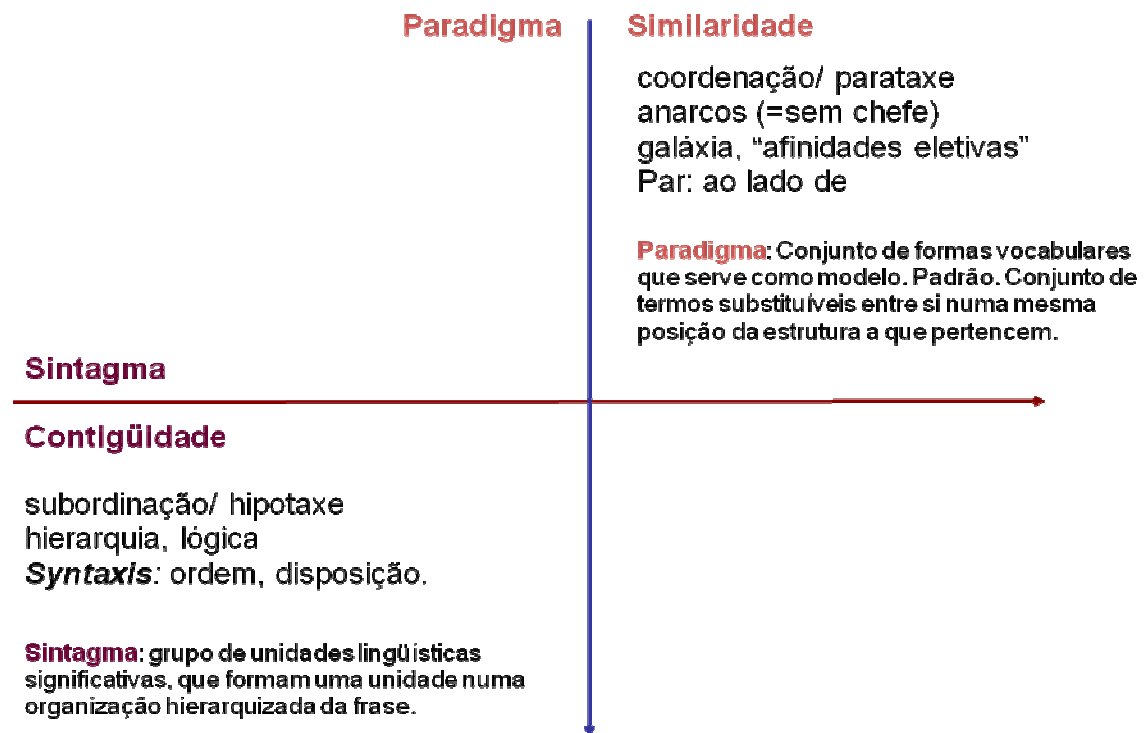 Paradigma
Similaridade
coordenação/ parataxe
anarcos (=sem chefe)
galáxia, “afinidades eletivas”
Par: ao lado de
Paradigma: Conjunto de formas vocabulares
que serve como modelo. Padrão. Conjunto de
termos substituíveis entre si numa mesma
posição da estrutura a que pertencem.
Sintagma
Contigüidade
subordinação/ hipotaxe
hierarquia, lógica
Syntaxis: ordem, disposição.
Sintagma: grupo de unidades lingüísticas
significativas, que formam uma unidade numa
organização hierarquizada da frase.